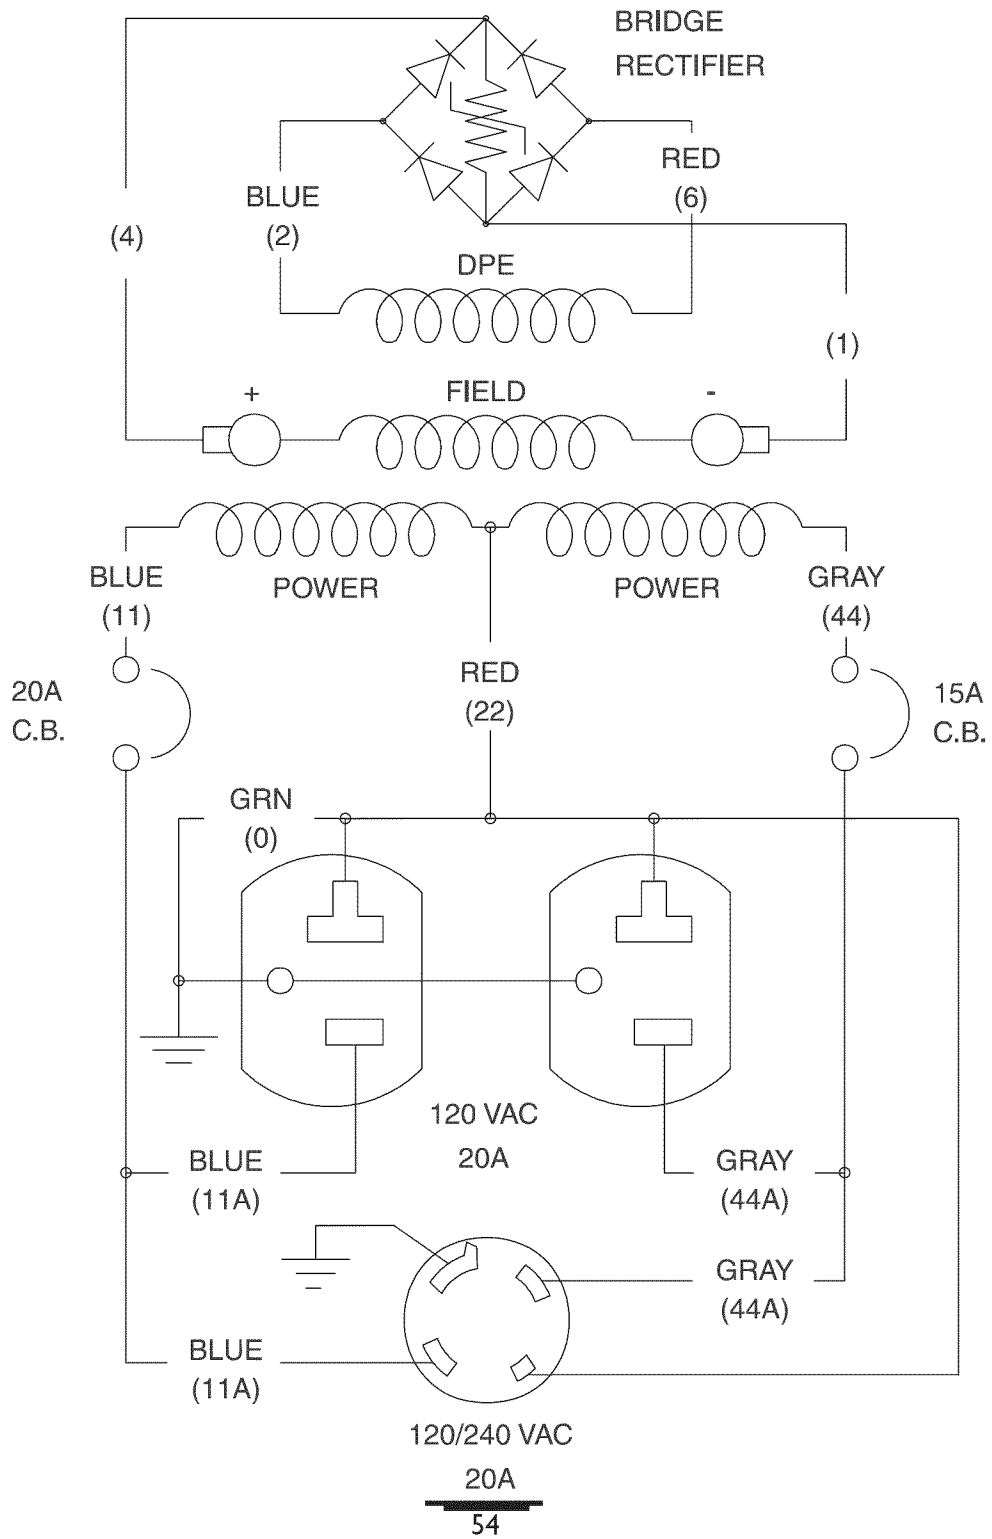 BRIDGE
RECTIFIER
RED
(6)
BLUE
(2)
(4)
DPE
(1)
+
FIELD
-
BLUE
(11)
POWER
POWER
GRAY
(44)
RED
(22)
20A
C.B.
15A
C.B.
GRN
(0)
120 VAC
20A
BLUE
(11A)
GRAY
(44A)
GRAY
(44A)
BLUE
(11A)
120/240 VAC
20A
54